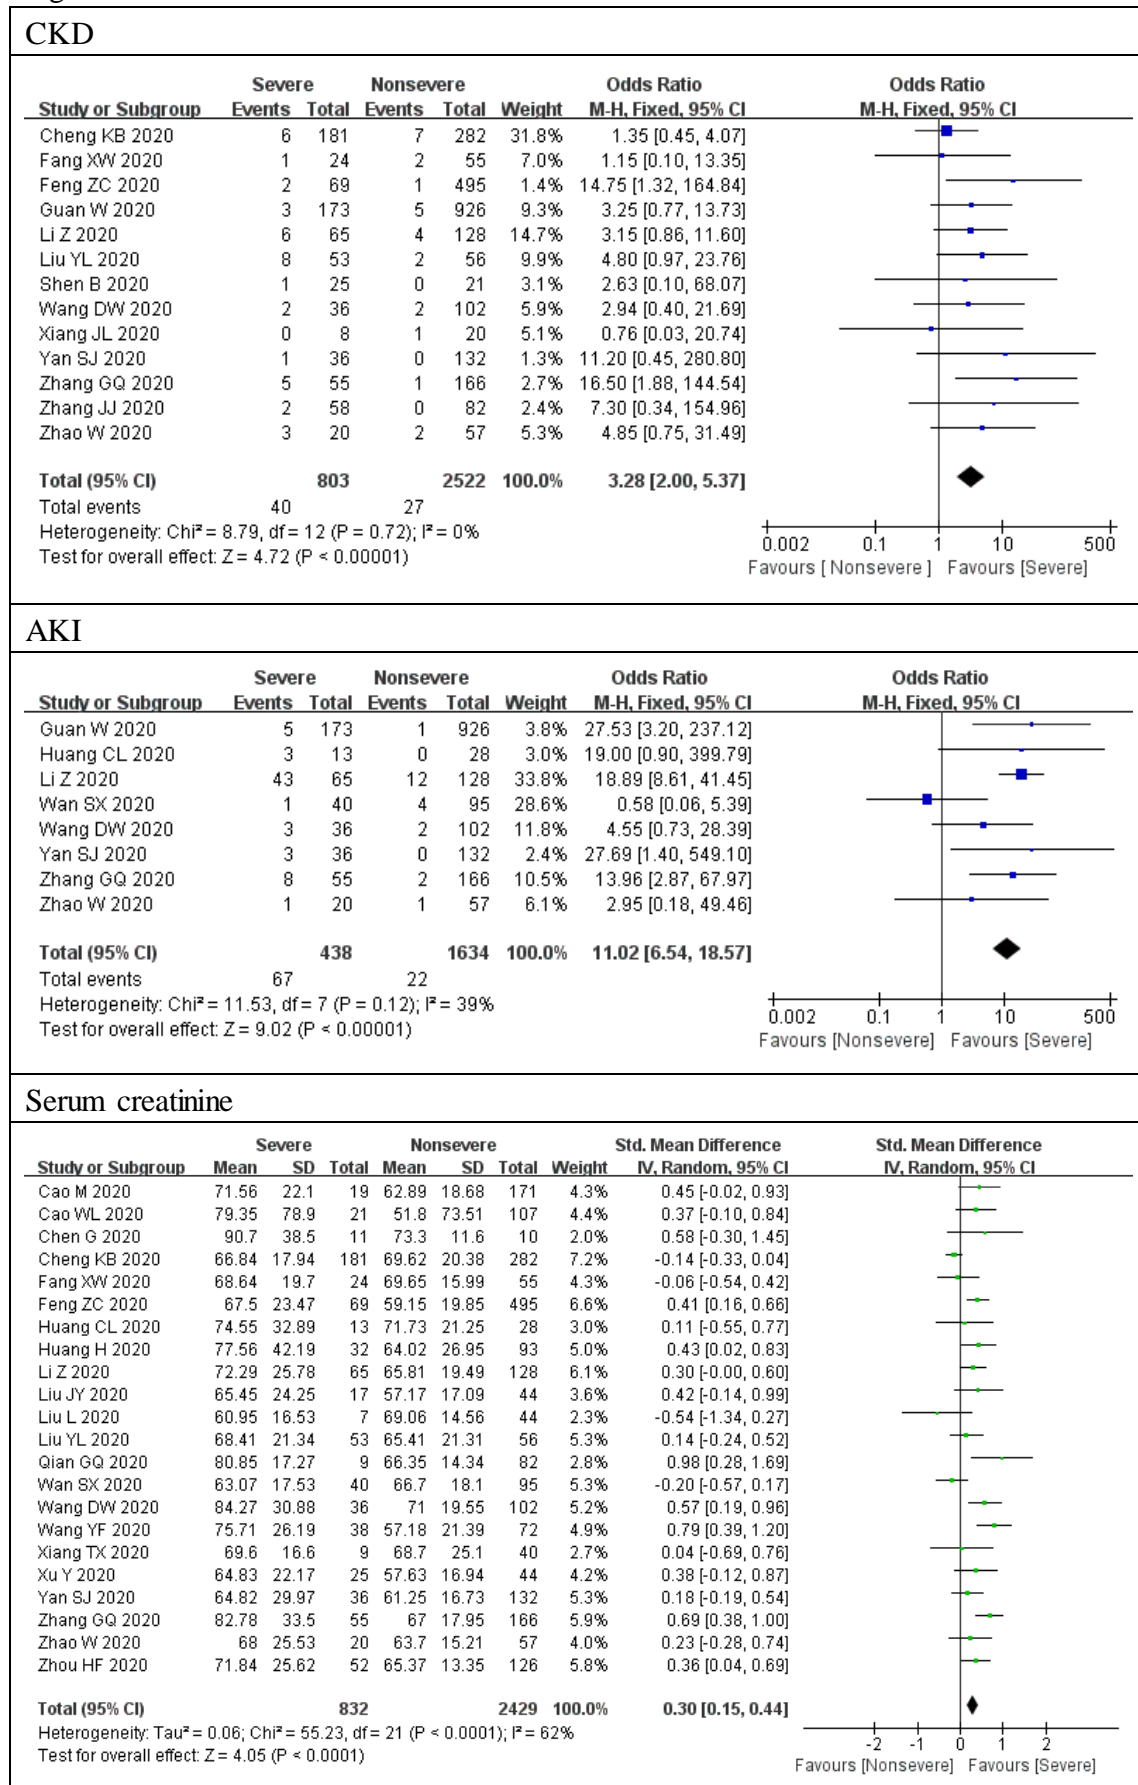 CKD
Severe Nonsevere Odds Ratio Odds Ratio
Study or Subgroup Events Total Events Total Weight M-H, Fixed, 95% CI M-H, Fixed, 95% CI
Cheng KB 2020 6 181 7 282 31.8% 1.35 [0.45, 4.07]
Fang XW 2020 1 24 2 55 7.0% 1.15 [0.10, 13.35]
Feng ZC 2020 2 69 1 495 1.4% 14.75 [1.32, 164.84]
Guan W 2020 3 173 5 926 9.3% 3.25 [0.77, 13.73]
Li Z 2020 6 65 4 128 14.7% 3.15 [0.86, 11.60]
Liu YL 2020 8 53 2 56 9.9% 4.80 [0.97, 23.76]
Shen B 2020 1 25 0 21 3.1% 2.63 [0.10, 68.07]
Wang DW 2020 2 36 2 102 5.9% 2.94 [0.40, 21.69]
Xiang JL 2020 0 8 1 20 5.1% 0.76 [0.03, 20.74]
Yan SJ 2020 1 36 0 132 1.3% 11.20 [0.45, 280.80]
Zhang GQ 2020 5 55 1 166 2.7% 16.50 [1.88, 144.54]
Zhang JJ 2020 2 58 0 82 2.4% 7.30 [0.34, 154.96]
Zhao W 2020 3 20 2 57 5.3% 4.85 [0.75, 31.49]
Total (95% CI) 803 2522 100.0% 3.28 [2.00, 5.37]
Total events 40 27
Heterogeneity: Chi² = 8.79, df = 12 (P = 0.72); I² = 0%
Test for overall effect: Z = 4.72 (P < 0.00001)
0.002 0.1 1 10 500
Favours [ Nonsevere ] Favours [Severe]
AKI
Severe Nonsevere Odds Ratio Odds Ratio
Study or Subgroup Events Total Events Total Weight M-H, Fixed, 95% CI M-H, Fixed, 95% CI
Guan W 2020 5 173 1 926 3.8% 27.53 [3.20, 237.12]
Huang CL 2020 3 13 0 28 3.0% 19.00 [0.90, 399.79]
Li Z 2020 43 65 12 128 33.8% 18.89 [8.61, 41.45]
Wan SX 2020 1 40 4 95 28.6% 0.58 [0.06, 5.39]
Wang DW 2020 3 36 2 102 11.8% 4.55 [0.73, 28.39]
Yan SJ 2020 3 36 0 132 2.4% 27.69 [1.40, 549.10]
Zhang GQ 2020 8 55 2 166 10.5% 13.96 [2.87, 67.97]
Zhao W 2020 1 20 1 57 6.1% 2.95 [0.18, 49.46]
Total (95% CI) 438 1634 100.0% 11.02 [6.54, 18.57]
Total events 67 22
Heterogeneity: Chi² = 11.53, df = 7 (P = 0.12); I² = 39%
Test for overall effect: Z = 9.02 (P < 0.00001)
0.002 0.1 1 10 500
Favours [Nonsevere] Favours [Severe]
Serum creatinine
Severe Nonsevere Std. Mean Difference Std. Mean Difference
Study or Subgroup Mean SD Total Mean SD Total Weight IV, Random, 95% CI IV, Random, 95% CI
Cao M 2020 71.56 22.1 19 62.89 18.68 171 4.3% 0.45 [-0.02, 0.93]
Cao WL 2020 79.35 78.9 21 51.8 73.51 107 4.4% 0.37 [-0.10, 0.84]
Chen G 2020 90.7 38.5 11 73.3 11.6 10 2.0% 0.58 [-0.30, 1.45]
Cheng KB 2020 66.84 17.94 181 69.62 20.38 282 7.2% -0.14 [-0.33, 0.04]
Fang XW 2020 68.64 19.7 24 69.65 15.99 55 4.3% -0.06 [-0.54, 0.42]
Feng ZC 2020 67.5 23.47 69 59.15 19.85 495 6.6% 0.41 [0.16, 0.66]
Huang CL 2020 74.55 32.89 13 71.73 21.25 28 3.0% 0.11 [-0.55, 0.77]
Huang H 2020 77.56 42.19 32 64.02 26.95 93 5.0% 0.43 [0.02, 0.83]
Li Z 2020 72.29 25.78 65 65.81 19.49 128 6.1% 0.30 [-0.00, 0.60]
Liu JY 2020 65.45 24.25 17 57.17 17.09 44 3.6% 0.42 [-0.14, 0.99]
Liu L 2020 60.95 16.53 7 69.06 14.56 44 2.3% -0.54 [-1.34, 0.27]
Liu YL 2020 68.41 21.34 53 65.41 21.31 56 5.3% 0.14 [-0.24, 0.52]
Qian GQ 2020 80.85 17.27 9 66.35 14.34 82 2.8% 0.98 [0.28, 1.69]
Wan SX 2020 63.07 17.53 40 66.7 18.1 95 5.3% -0.20 [-0.57, 0.17]
Wang DW 2020 84.27 30.88 36 71 19.55 102 5.2% 0.57 [0.19, 0.96]
Wang YF 2020 75.71 26.19 38 57.18 21.39 72 4.9% 0.79 [0.39, 1.20]
Xiang TX 2020 69.6 16.6 9 68.7 25.1 40 2.7% 0.04 [-0.69, 0.76]
Xu Y 2020 64.83 22.17 25 57.63 16.94 44 4.2% 0.38 [-0.12, 0.87]
Yan SJ 2020 64.82 29.97 36 61.25 16.73 132 5.3% 0.18 [-0.19, 0.54]
Zhang GQ 2020 82.78 33.5 55 67 17.95 166 5.9% 0.69 [0.38, 1.00]
Zhao W 2020 68 25.53 20 63.7 15.21 57 4.0% 0.23 [-0.28, 0.74]
Zhou HF 2020 71.84 25.62 52 65.37 13.35 126 5.8% 0.36 [0.04, 0.69]
Total (95% CI) 832 2429 100.0% 0.30 [0.15, 0.44]
Heterogeneity: Tau² = 0.06; Chi² = 55.23, df = 21 (P < 0.0001); I² = 62%
Test for overall effect: Z = 4.05 (P < 0.0001)
-2 -1 0 1 2
Favours [Nonsevere] Favours [Severe]